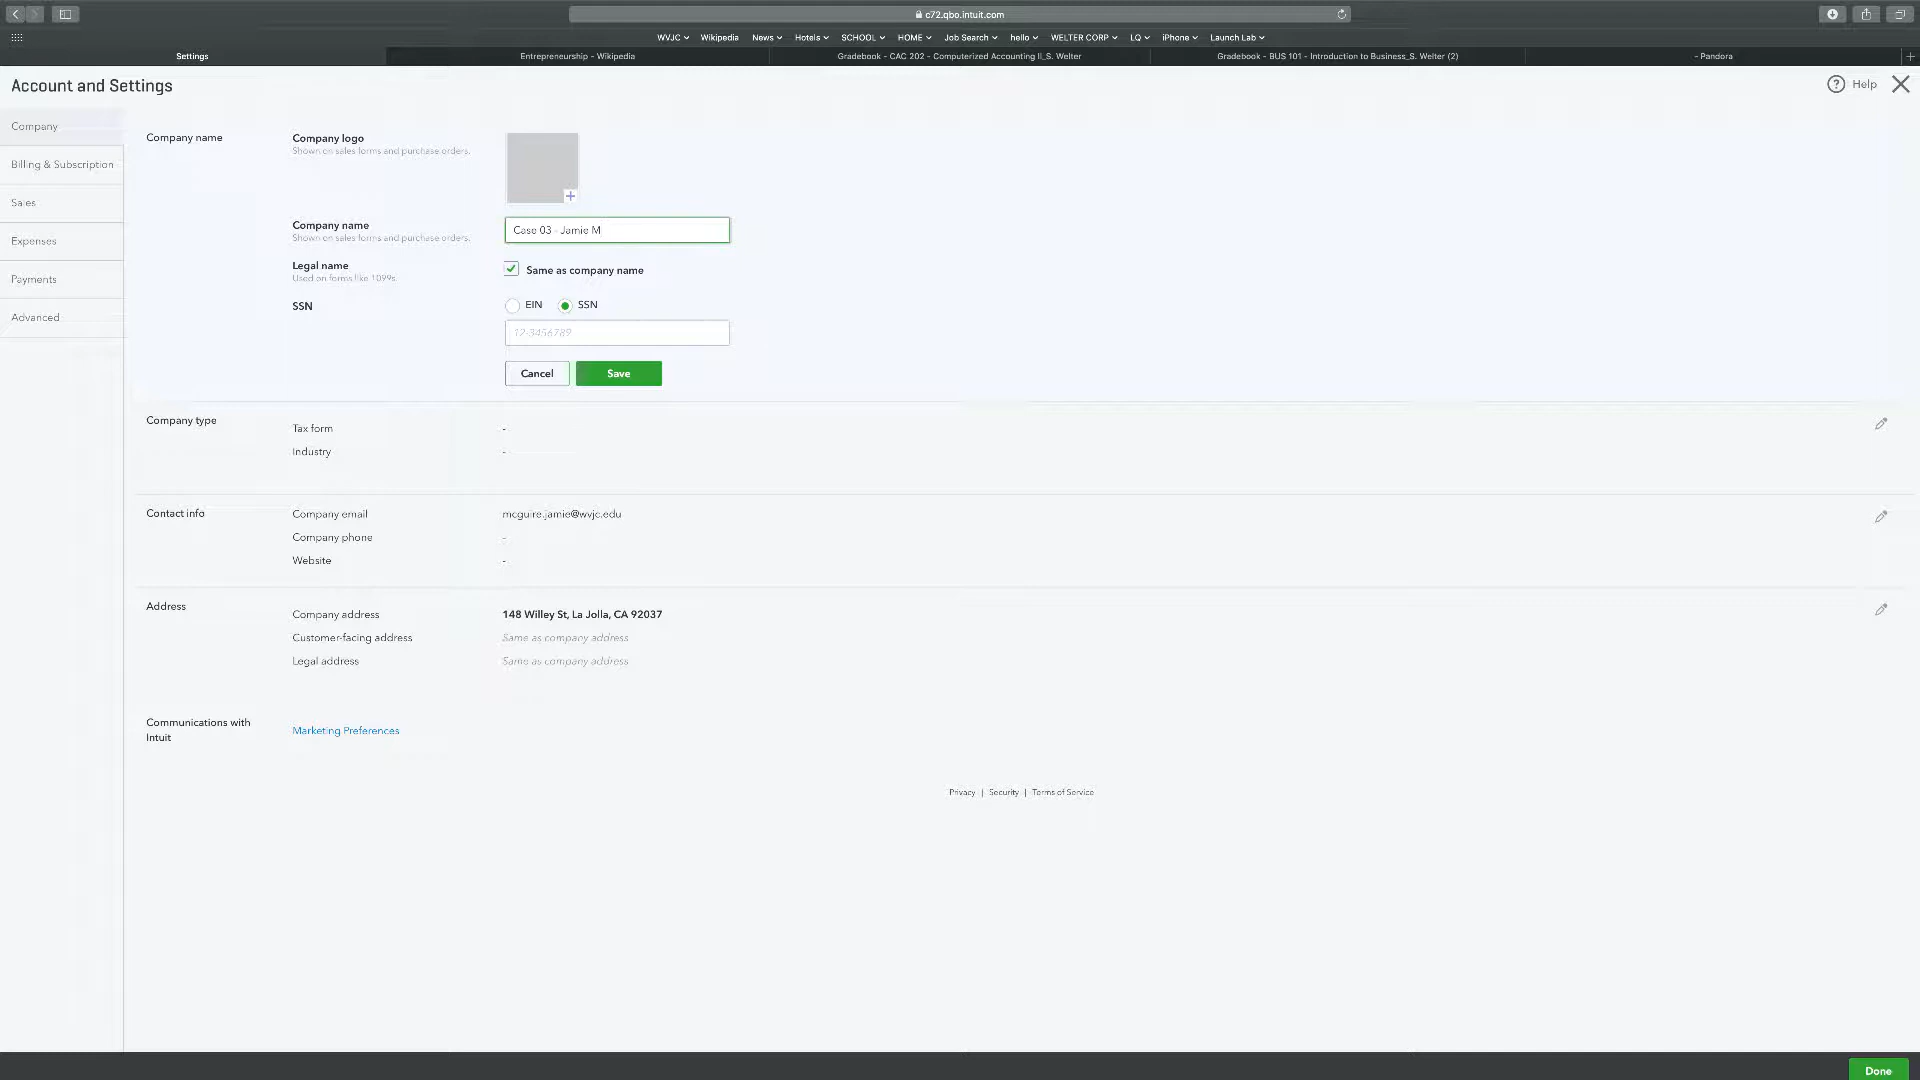 c72.qbo.intuit.com
WVJC Wikipedia News Hotels SCHOOL HOME Job Search hello WELTER CORP LQ iPhone Launch Lab
Settings
Entrepreneurship - Wikipedia
Gradebook - CAC 202 - Computerized Accounting II_S. Welter
Gradebook - BUS 101 - Introduction to Business_S. Welter (2)
- Pandora
Account and Settings
? Help
Company
Billing & Subscription
Sales
Expenses
Payments
Advanced
Company name
Company logo
Shown on sales forms and purchase orders.
Company name
Shown on sales forms and purchase orders.
Case 03 - Jamie M
Legal name
Used on forms like 1099s.
Same as company name
SSN
EIN SSN
12-3456789
Cancel Save
Company type
Tax form -
Industry -
Contact info
Company email mcguire.jamie@wvjc.edu
Company phone -
Website -
Address
Company address 148 Willey St, La Jolla, CA 92037
Customer-facing address Same as company address
Legal address Same as company address
Communications with
Intuit
Marketing Preferences
Privacy | Security | Terms of Service
Done